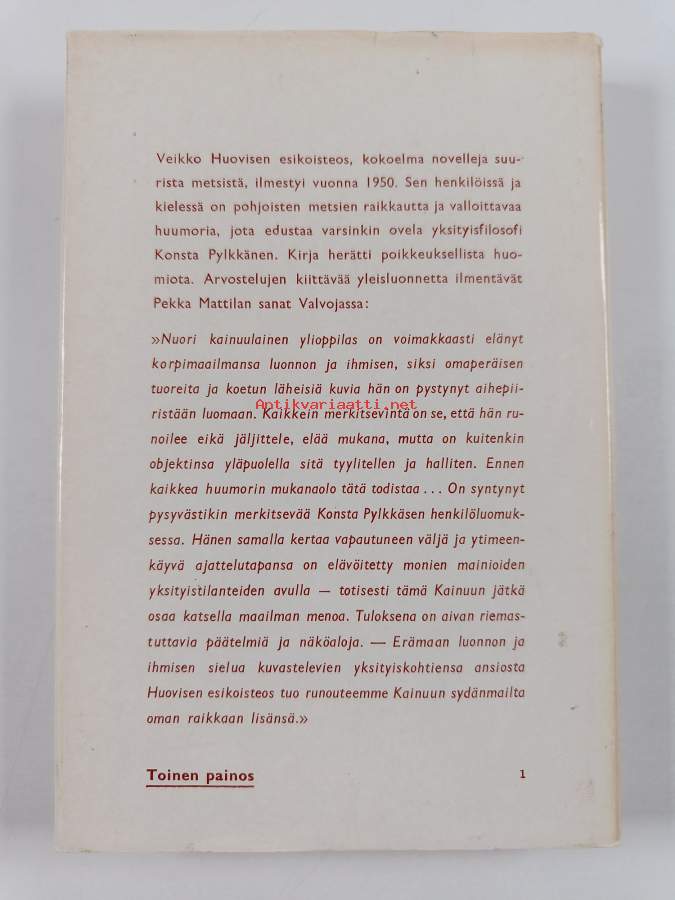 Veikko Huovisen esikoisteos, kokoelma novelleja suu-
rista metsistä, ilmestyi vuonna 1950. Sen henkilöissä ja
kielessä on pohjoisten metsien raikkautta ja valloittavaa
huumoria, jota edustaa varsinkin ovela yksityisfilosofi
Konsta Pylkkänen. Kirja herätti poikkeuksellista huo-
miota. Arvostelujen kiittävää yleisluonnetta ilmentävät
Pekka Mattilan sanat Valvojassa:
»Nuori kainuulainen ylioppilas on voimakkaasti elänyt
korpimaailmansa luonnon ja ihmisen, siksi omaperäisen
tuoreita ja koetun läheisiä kuvia hän on pystynyt aihepii-
Antikvariaatti.net
ristään luomaan. Kaikkein merkitsevintä on se, että hän ru-
noilee eikä jäljittele, elää mukana, mutta on kuitenkin
objektinsa yläpuolella sitä tyylitellen ja halliten. Ennen
kaikkea huumorin mukanaolo tätä todistaa . . . On syntynyt
pysyvästikin merkitsevää Konsta Pylkkäsen henkilöluomuk-
sessa. Hänen samalla kertaa vapautuneen väljä ja ytimeen-
käyvä ajattelutapansa on elävöitetty monien mainioiden
yksityistilanteiden avulla — totisesti tämä Kainuun jätkä
osaa katsella maailman menoa. Tuloksena on aivan riemas-
tuttavia päätelmiä ja näköaloja. — Erämaan luonnon ja
ihmisen sielua kuvastelevien yksityiskohtiensa ansiosta
Huovisen esikoisteos tuo runouteemme Kainuun sydänmailta
oman raikkaan lisänsä.»
Toinen painos
1